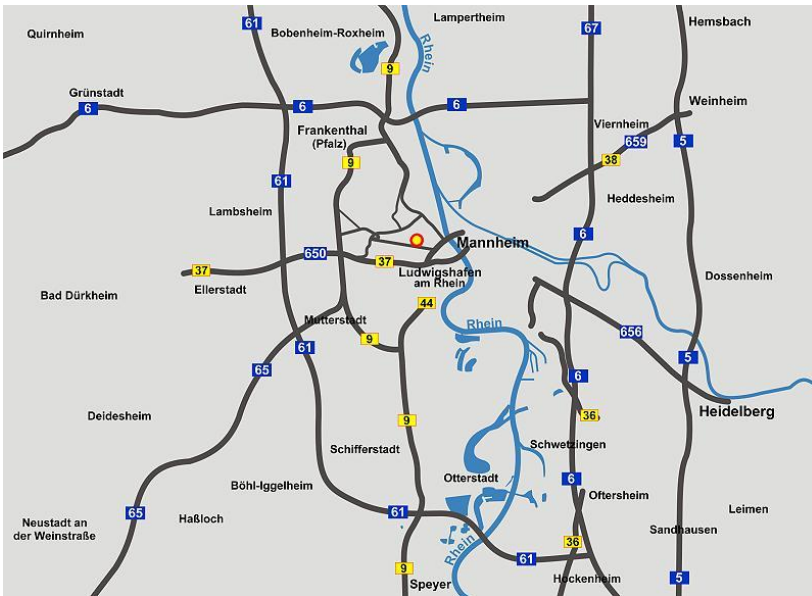 Lampertheim
Hemsbach
61
67
5
Quirnheim
Bobenheim-Roxheim
Rhein
9
Grünstadt
6
6
6
Weinheim
Viernheim
Frankenthal
(Pfalz)
659
5
9
38
61
Heddesheim
Lambsheim
6
Mannheim
650
37
37
Ludwigshafen
am Rhein
Ellerstadt
Dossenheim
Bad Dürkheim
44
Mutterstadt
Rhein
9
656
61
5
65
6
Deidesheim
9
36
Heidelberg
Schifferstadt
Schwetzingen
Böhl-Iggelheim
Otterstadt
6
Oftersheim
65
61
Haßloch
Leimen
Neustadt an
der Weinstraße
Sandhausen
36
Rhein
61
9
Speyer
Hockenheim
5